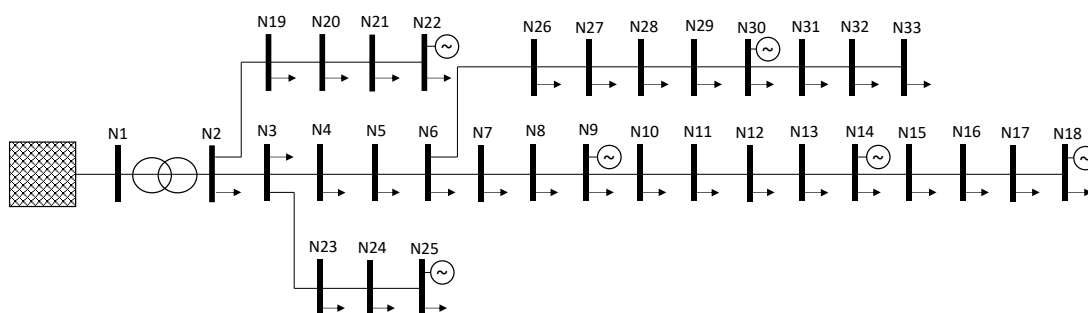 N19 N20 N21 N22 N26 N27 N28 N29 N30 N31 N32 N33
~ ~
N1 N2 N3 N4 N5 N6 N7 N8 N9 N10 N11 N12 N13 N14 N15 N16 N17 N18
~ ~ ~
N23 N24 N25
~